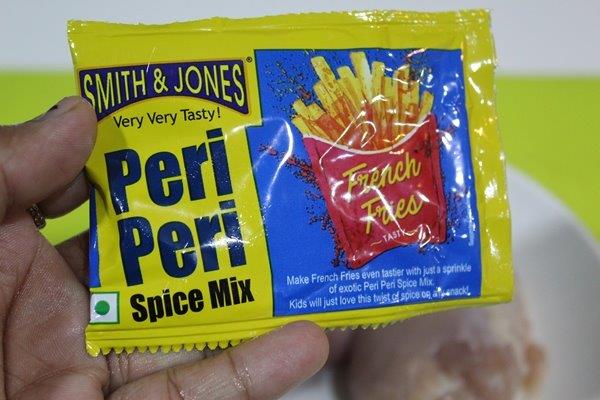 SMITH & JONES®
Very Very Tasty!
Peri
Peri
Spice Mix
French
Fries
TASTY
Make French Fries even tastier with just a sprinkle
of exotic Peri Peri Spice Mix.
Kids will just love this twist of spice on any snack!